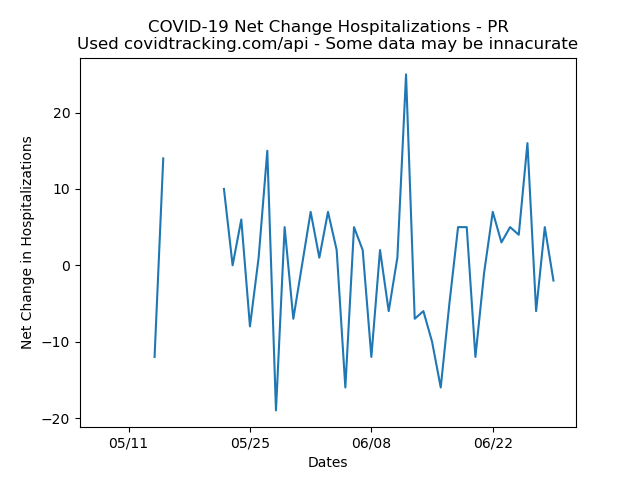 COVID-19 Net Change Hospitalizations - PR
Used covidtracking.com/api - Some data may be innacurate
20
10
0
−10
−20
Net Change in Hospitalizations
05/11
05/25
06/08
06/22
Dates